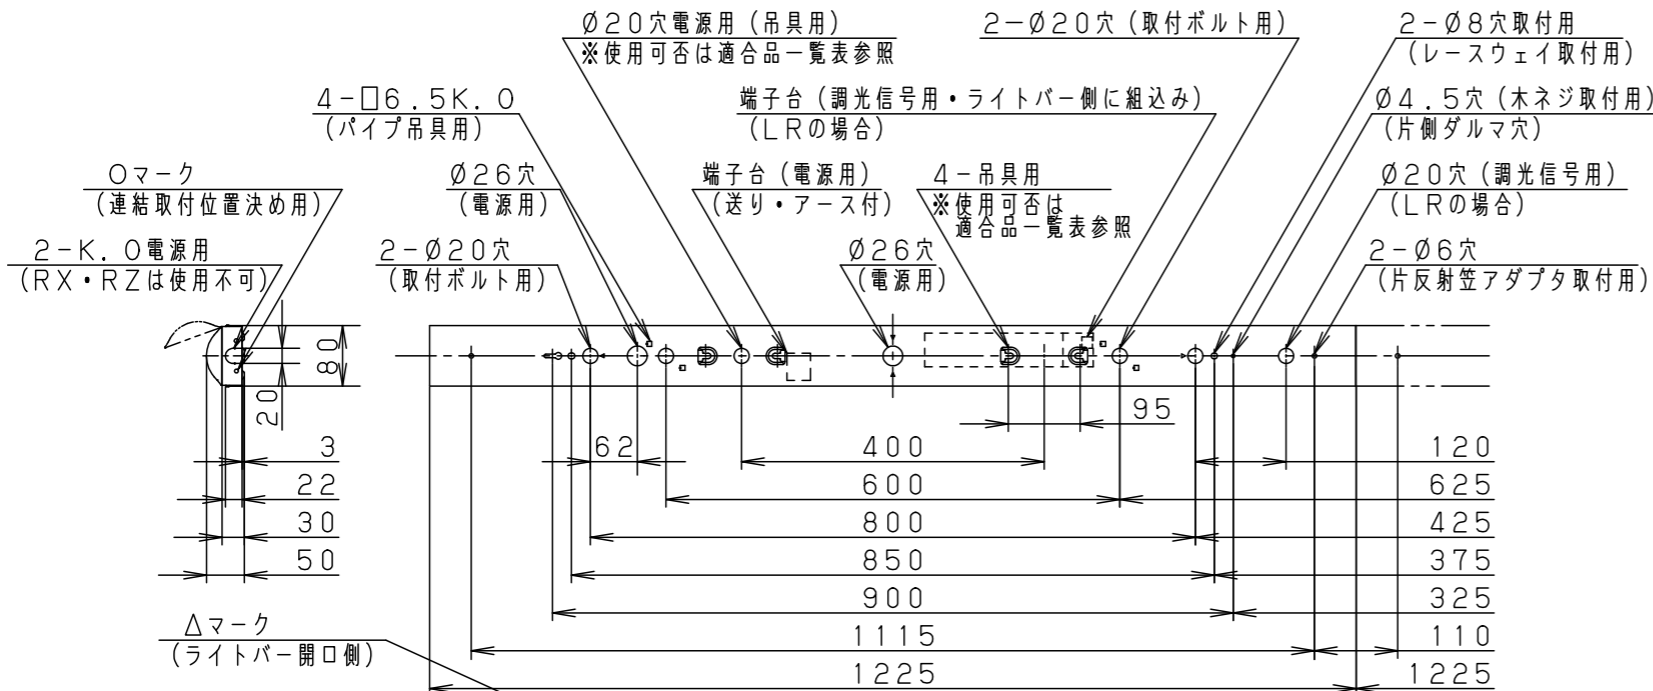 Ø20穴電源用（吊具用）
※使用可否は適合品一覧表参照
2-Ø20穴（取付ボルト用）
2-Ø8穴取付用
（レースウェイ取付用）
4-□6.5K.O
（パイプ吊具用）
端子台（調光信号用・ライトバー側に組込み）
（LRの場合）
Ø4.5穴（木ネジ取付用）
（片側ダルマ穴）
Oマーク
（連結取付位置決め用）
Ø26穴
（電源用）
端子台（電源用）
（送り・アース付）
4-吊具用
※使用可否は
適合品一覧表参照
Ø20穴（調光信号用）
（LRの場合）
2-K.O電源用
（RX・RZは使用不可）
2-Ø20穴
（取付ボルト用）
Ø26穴
（電源用）
2-Ø6穴
（片反射笠アダプタ取付用）
80
20
95
3
62
400
120
22
600
625
30
800
425
50
850
375
900
325
△マーク
（ライトバー開口側）
1115
110
1225
1225